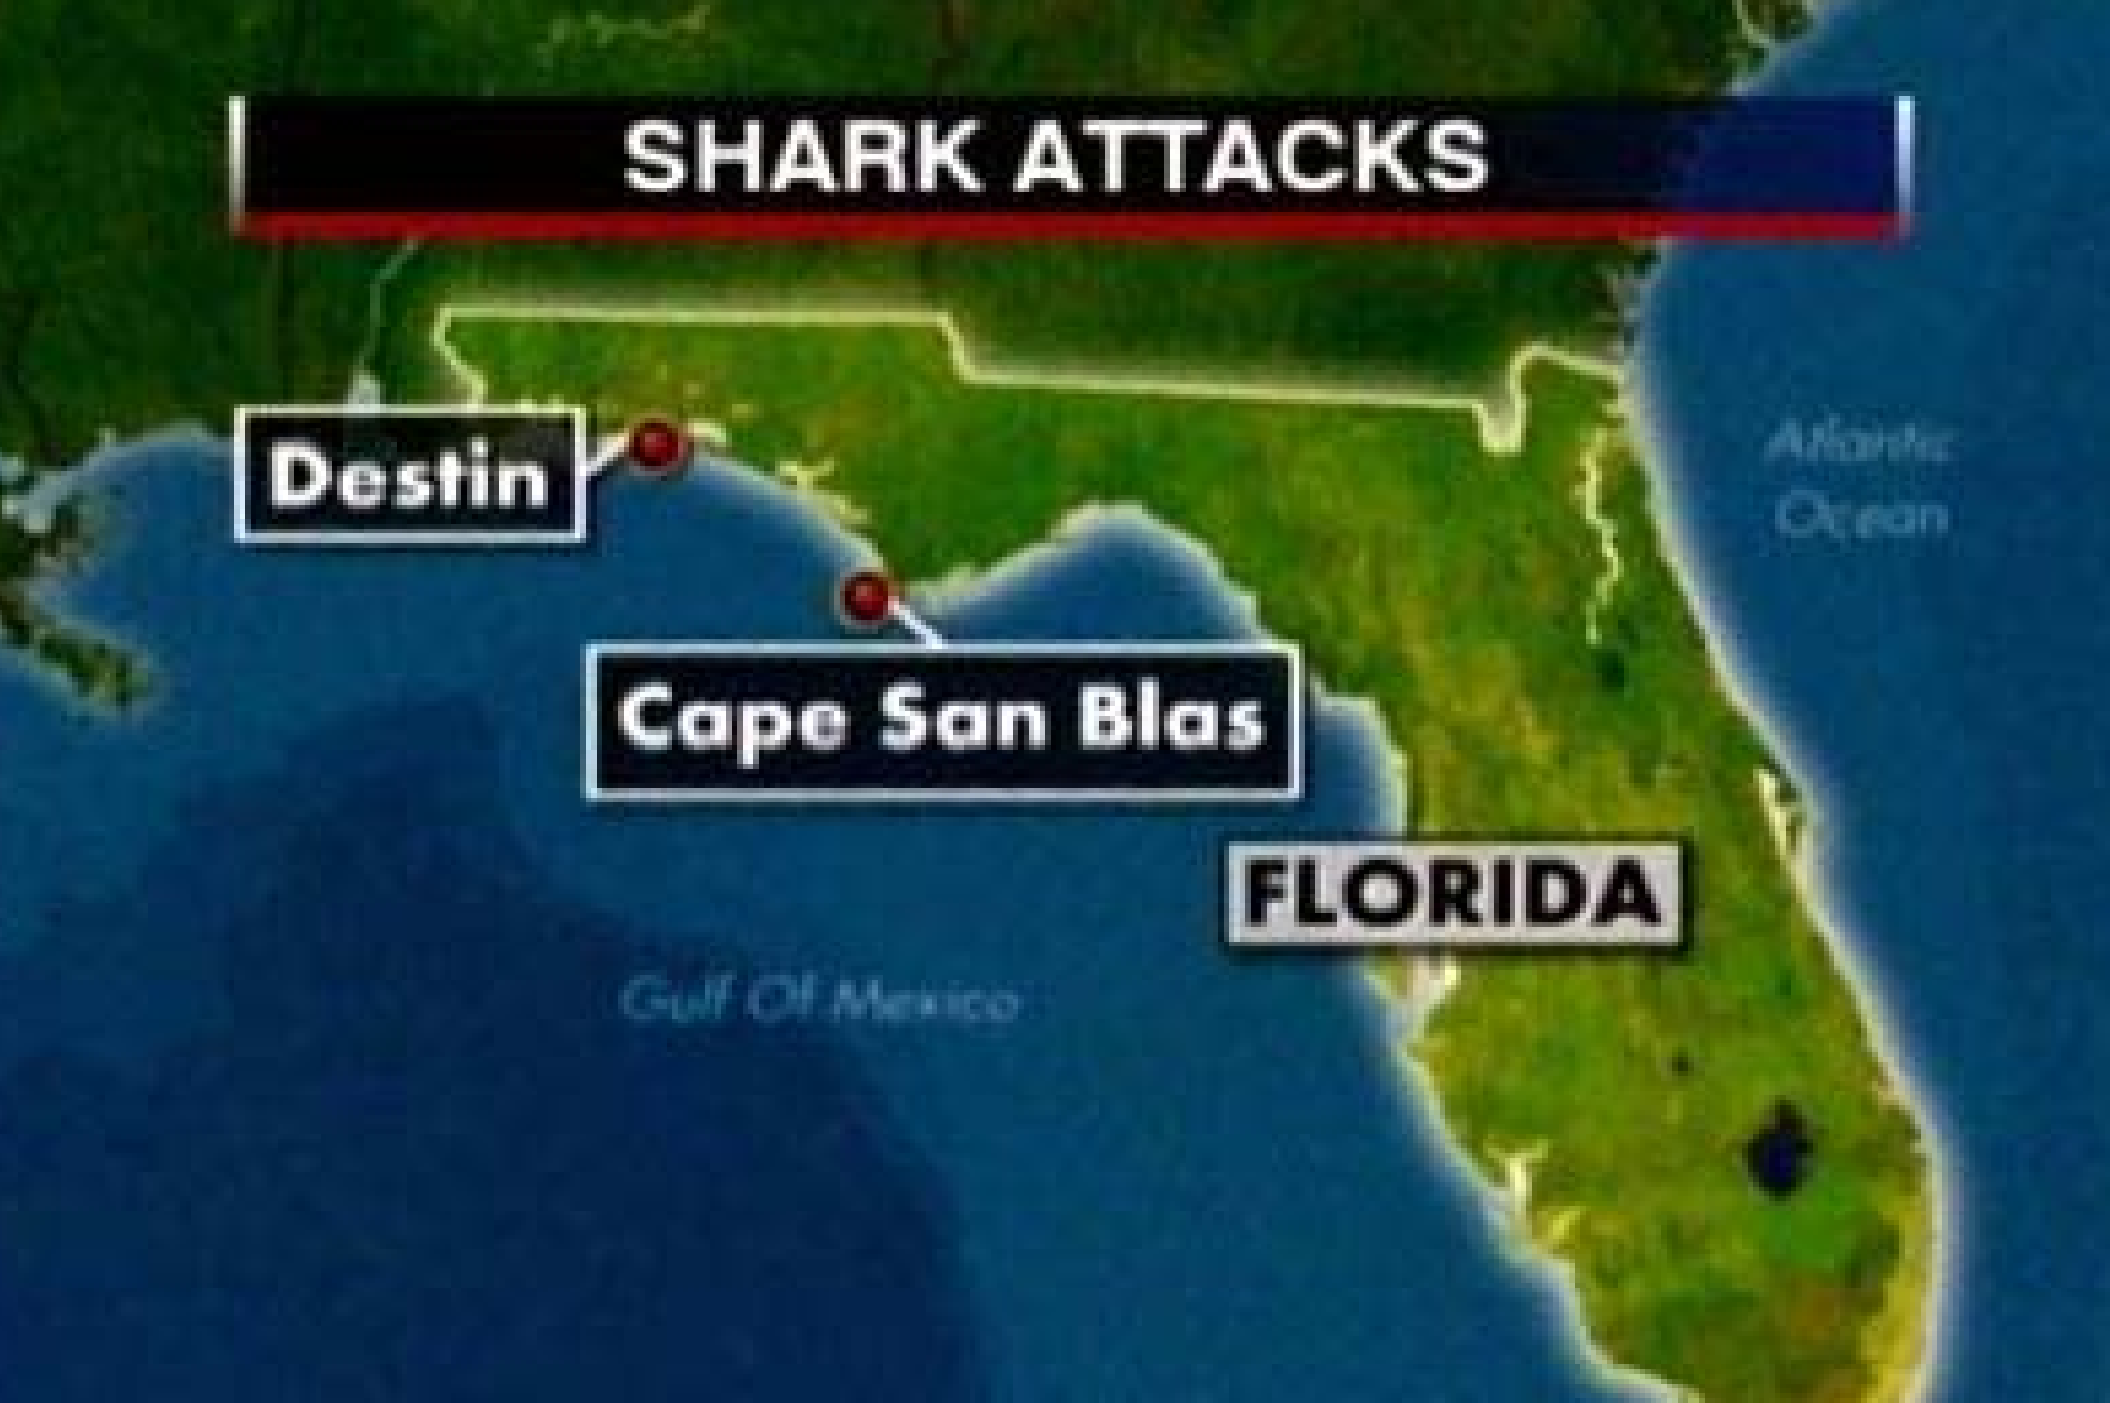 SHARK ATTACKS
Destin
Atlantic
Ocean
Cape San Blas
FLORIDA
Gulf Of Mexico